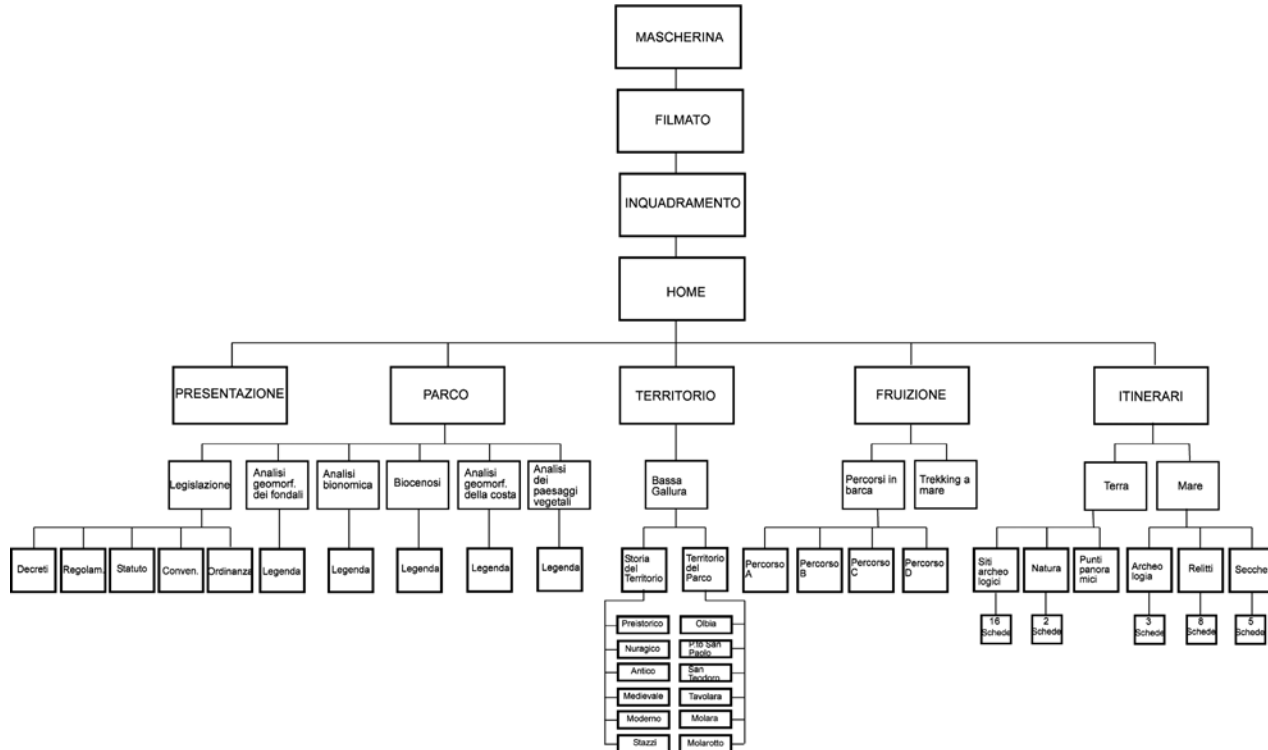 MASCHERINA
FILMATO
INQUADRAMENTO
HOME
PRESENTAZIONE
PARCO
TERRITORIO
FRUIZIONE
ITINERARI
Legislazione
Analisi
geomorf.
dei fondali
Analisi
bionomica
Biocenosi
Analisi
geomorf.
della costa
Analisi
dei
paesaggi
vegetali
Bassa
Gallura
Percorsi in
barca
Trekking a
mare
Terra
Mare
Decreti
Regolam.
Statuto
Conven.
Ordinanza
Legenda
Legenda
Legenda
Legenda
Legenda
Storia
del
Territorio
Territorio
del
Parco
Percorso
A
Percorso
B
Percorso
C
Percorso
D
Siti
archeo
logici
Natura
Punti
panora
mici
Archeo
logia
Relitti
Secche
16
Schede
2
Schede
3
Schede
8
Schede
5
Schede
Preistorico
Nuragico
Antico
Medievale
Moderno
Stazzi
Olbia
P.to San
Paolo
San
Teodoro
Tavolara
Molara
Molarotto